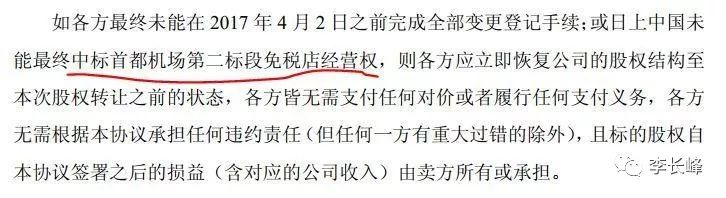 如各方最终未能在 2017 年 4 月 2 日之前完成全部变更登记手续;或日上中国未
能最终中标首都机场第二标段免税店经营权，则各方应立即恢复公司的股权结构至
本次股权转让之前的状态，各方皆无需支付任何对价或者履行任何支付义务，各方
无需根据本协议承担任何违约责任（但任何一方有重大过错的除外），且标的股权自
本协议签署之后的损益（含对应的公司收入）由卖方所有或承担。
李长峰